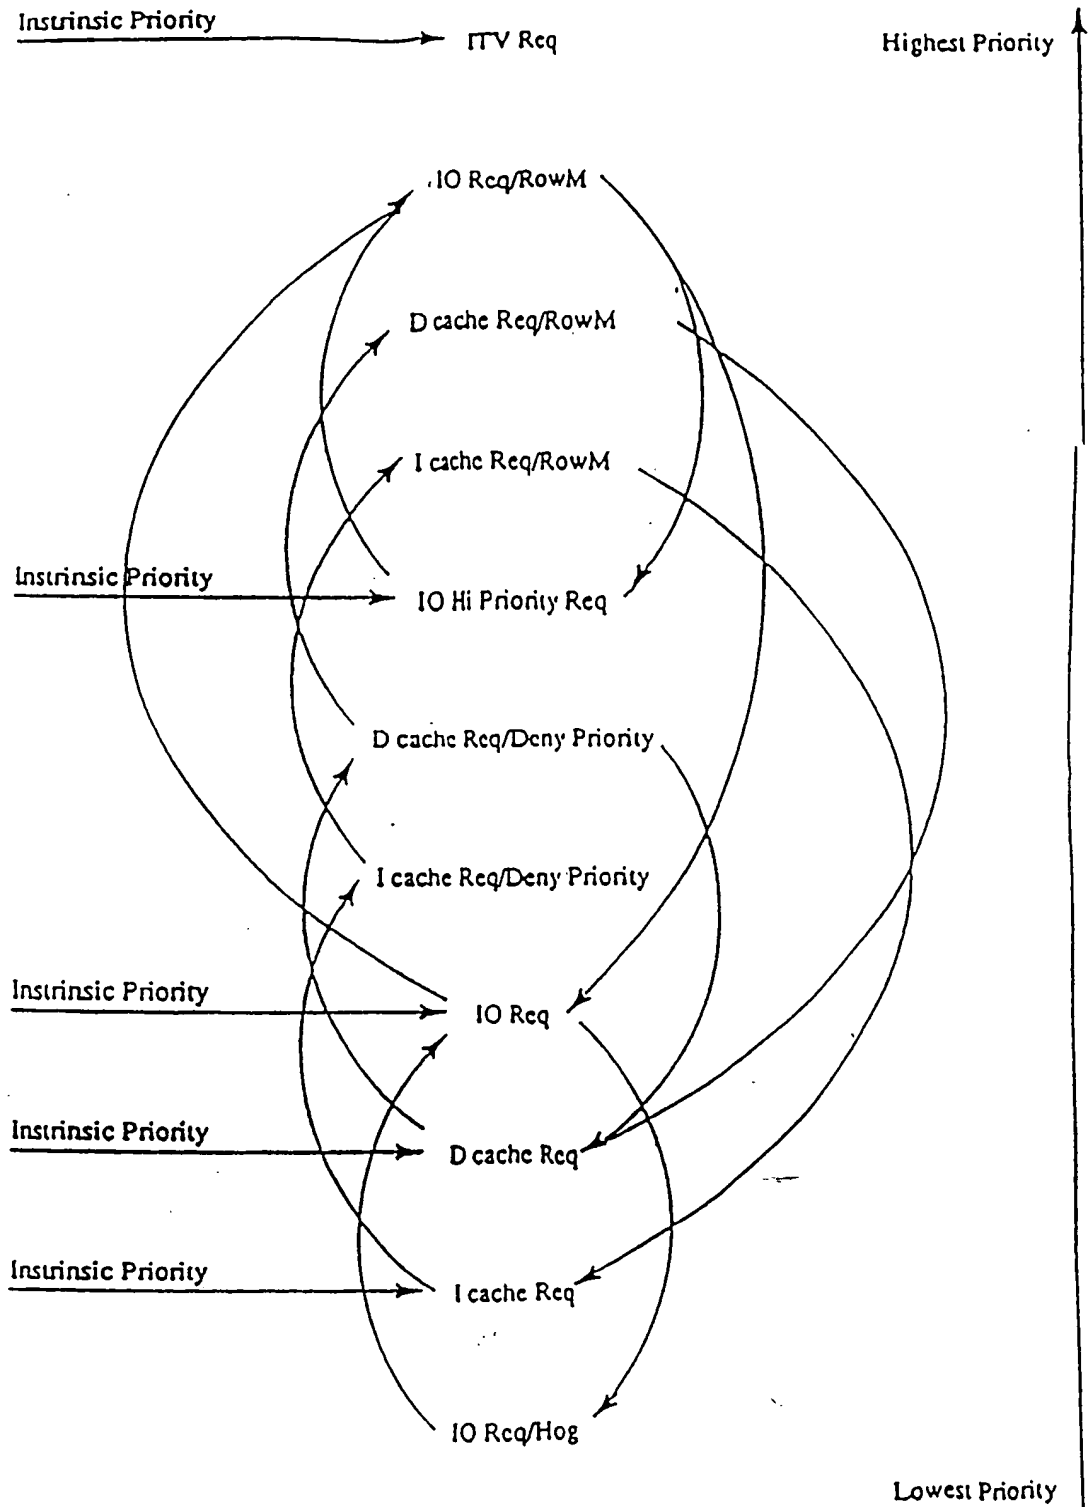 Instrinsic Priority
ITV Req
Highest Priority
IO Req/RowM
D cache Req/RowM
I cache Req/RowM
Instrinsic Priority
IO Hi Priority Req
D cache Req/Deny Priority
I cache Req/Deny Priority
Instrinsic Priority
IO Req
Instrinsic Priority
D cache Req
Instrinsic Priority
I cache Req
IO Req/Hog
Lowest Priority